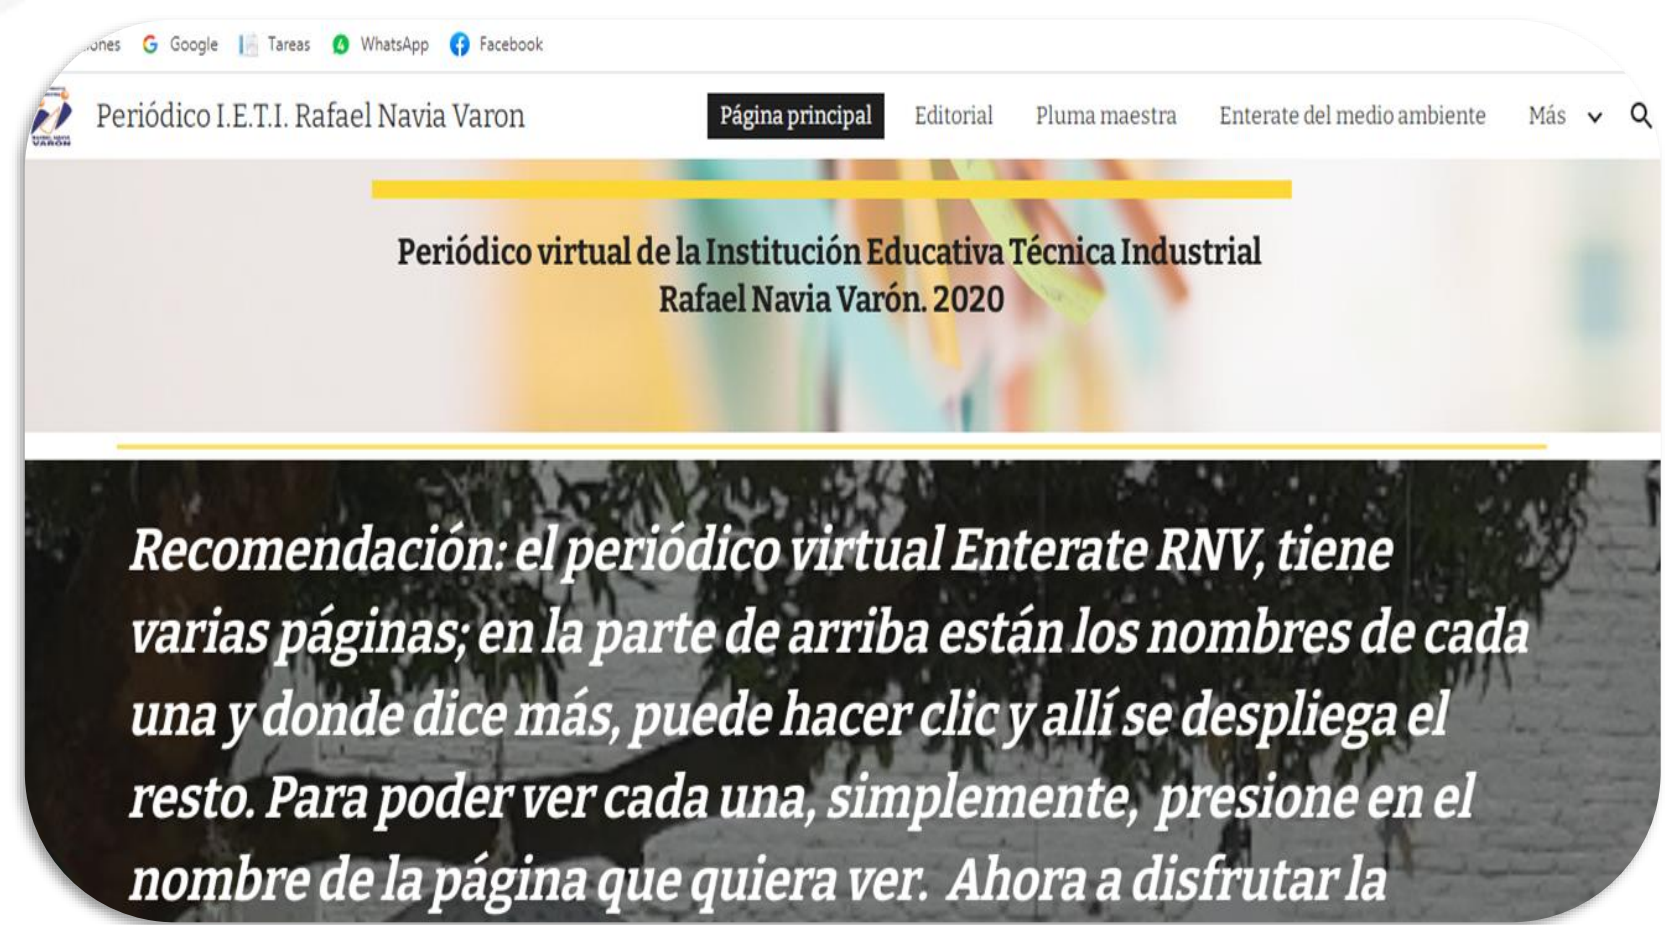 Google Tareas WhatsApp Facebook
Periódico I.E.T.I. Rafael Navia Varon
Página principal Editorial Pluma maestra Enterate del medio ambiente Más
VARÓN
Periódico virtual de la Institución Educativa Técnica Industrial
Rafael Navia Varón. 2020
Recomendación: el periódico virtual Enterate RNV, tiene
varias páginas; en la parte de arriba están los nombres de cada
una y donde dice más, puede hacer clic y allí se despliega el
resto. Para poder ver cada una, simplemente, presione en el
nombre de la página que quiera ver. Ahora a disfrutar la